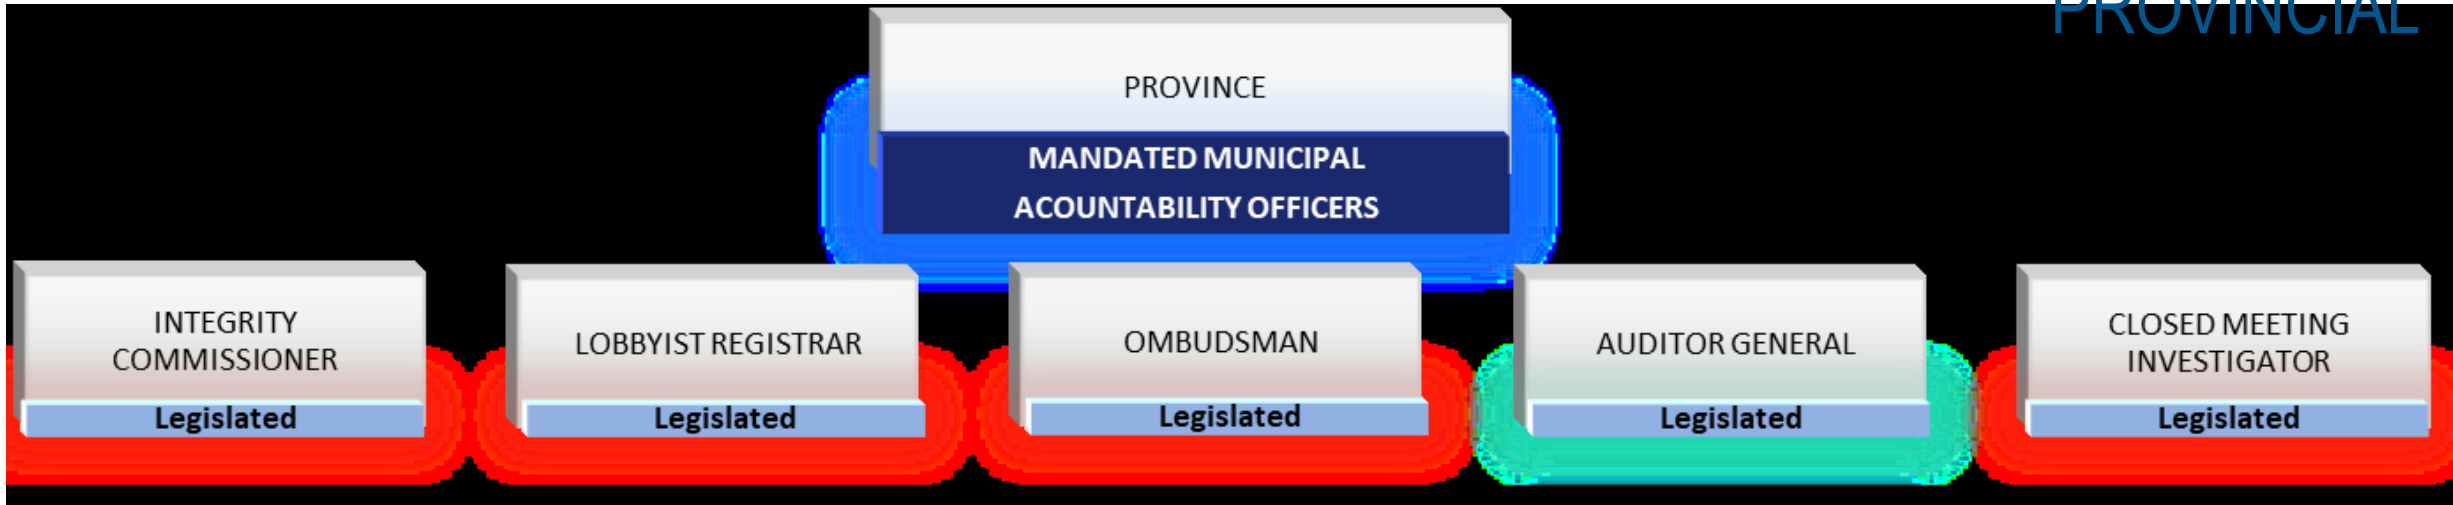 PROVINCIAL
PROVINCE
MANDATED MUNICIPAL
ACOUNTABILITY OFFICERS
INTEGRITY
COMMISSIONER
Legislated
LOBBYIST REGISTRAR
Legislated
OMBUDSMAN
Legislated
AUDITOR GENERAL
Legislated
CLOSED MEETING
INVESTIGATOR
Legislated